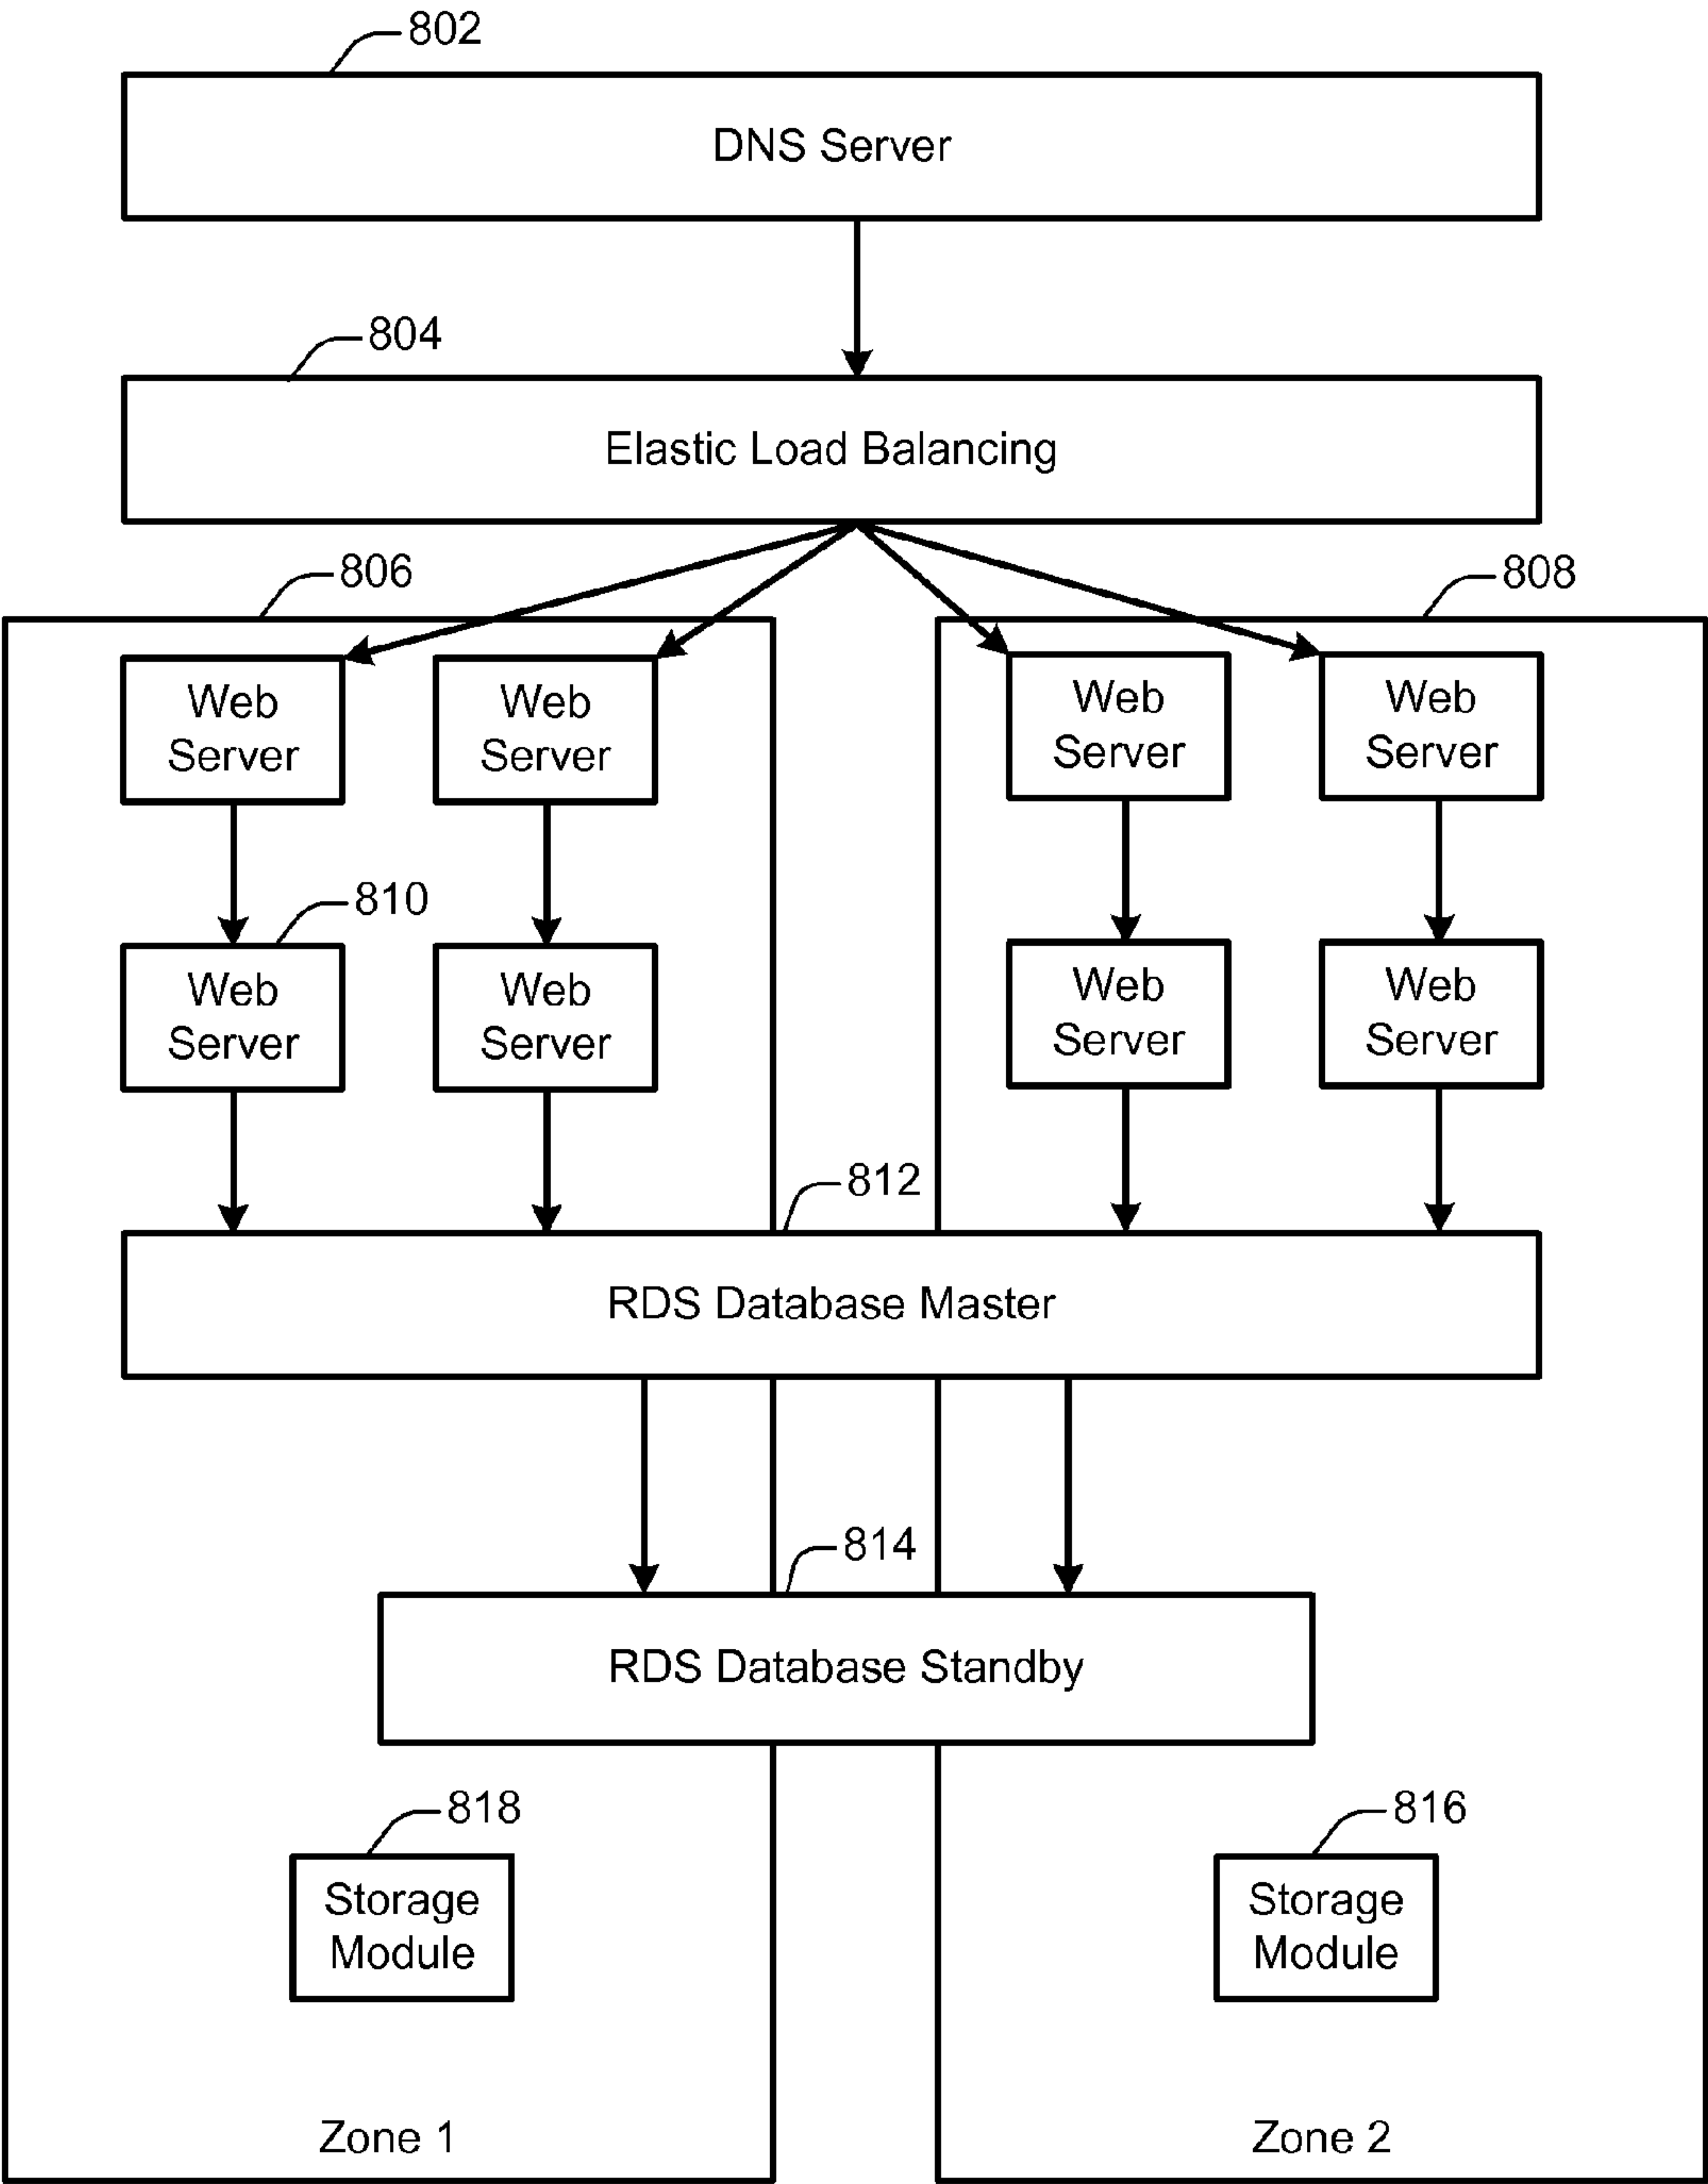 802
DNS Server
804
Elastic Load Balancing
806
808
Web
Server
Web
Server
Web
Server
Web
Server
810
Web
Server
Web
Server
Web
Server
Web
Server
812
RDS Database Master
814
RDS Database Standby
818
816
Storage
Module
Storage
Module
Zone 1
Zone 2